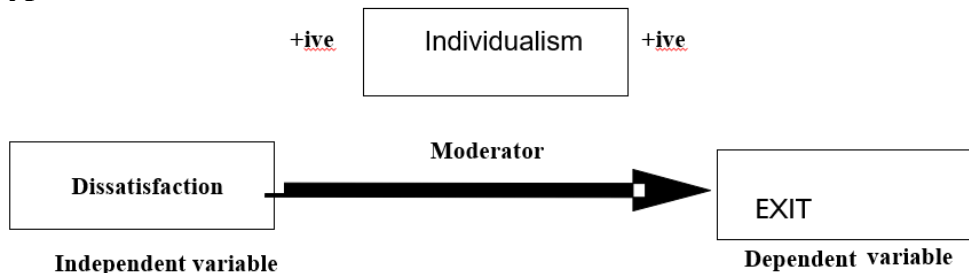 +ive Individualism +ive
Moderator
Dissatisfaction
EXIT
Independent variable
Dependent variable